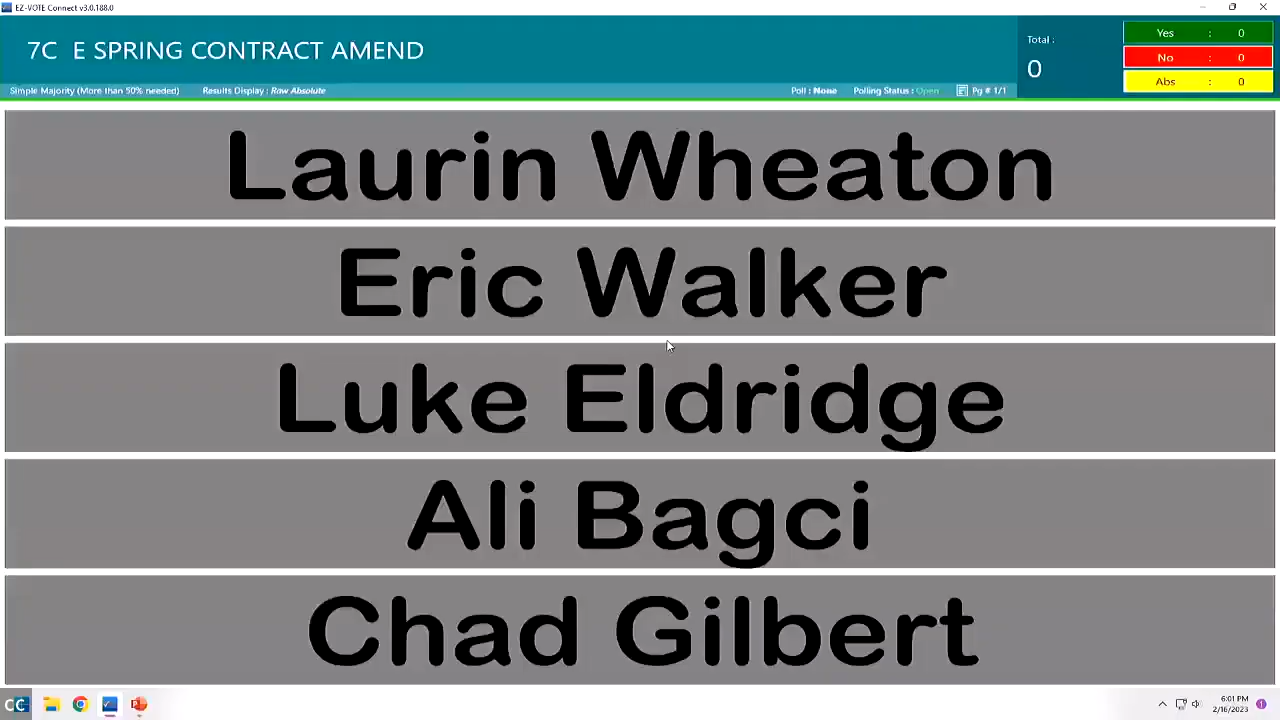 EZ-VOTE Connect v3.0.188.0
7C E SPRING CONTRACT AMEND
Total :
0
Yes : 0
No : 0
Abs : 0
Simple Majority (More than 50% needed) Results Display : Raw Absolute Poll : None Polling Status : Open Pg # 1/1
Laurin Wheaton
Eric Walker
Luke Eldridge
Ali Bagci
Chad Gilbert
6:01 PM
2/16/2023